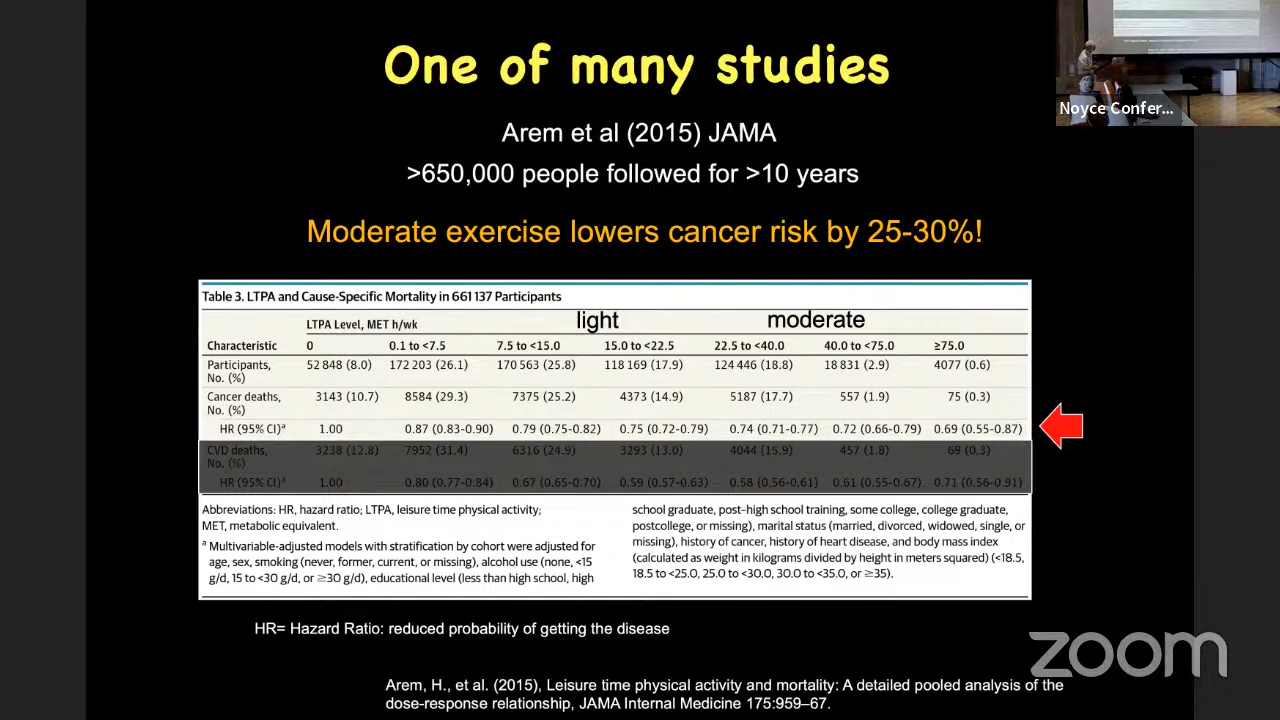 One of many studies
Noyce Confer...
Arem et al (2015) JAMA
>650,000 people followed for >10 years
Moderate exercise lowers cancer risk by 25-30%!
Table 3. LTPA and Cause-Specific Mortality in 661 137 Participants
LTPA Level, MET h/wk light moderate
Characteristic 0 0.1 to <7.5 7.5 to <15.0 15.0 to <22.5 22.5 to <40.0 40.0 to <75.0 ≥75.0
Participants, 52 848 (8.0) 172 203 (26.1) 170 563 (25.8) 118 169 (17.9) 124 446 (18.8) 18 831 (2.9) 4077 (0.6)
No. (%)
Cancer deaths, 3143 (10.7) 8584 (29.3) 7375 (25.2) 4373 (14.9) 5187 (17.7) 557 (1.9) 75 (0.3)
No. (%)
HR (95% CI)ᵃ 1.00 0.87 (0.83-0.90) 0.79 (0.75-0.82) 0.75 (0.72-0.79) 0.74 (0.71-0.77) 0.72 (0.66-0.79) 0.69 (0.55-0.87)
CVD deaths, 3238 (12.8) 7952 (31.4) 6316 (24.9) 3293 (13.0) 4044 (15.9) 457 (1.8) 69 (0.3)
No. (%)
HR (95% CI)ᵃ 1.00 0.80 (0.77-0.84) 0.67 (0.65-0.70) 0.59 (0.57-0.63) 0.58 (0.56-0.61) 0.61 (0.55-0.67) 0.71 (0.56-0.91)
Abbreviations: HR, hazard ratio; LTPA, leisure time physical activity;
MET, metabolic equivalent.
ᵃ Multivariable-adjusted models with stratification by cohort were adjusted for
age, sex, smoking (never, former, current, or missing), alcohol use (none, <15
g/d, 15 to <30 g/d, or ≥30 g/d), educational level (less than high school, high
school graduate, post-high school training, some college, college graduate,
postcollege, or missing), marital status (married, divorced, widowed, single, or
missing), history of cancer, history of heart disease, and body mass index
(calculated as weight in kilograms divided by height in meters squared) (<18.5,
18.5 to <25.0, 25.0 to <30.0, 30.0 to <35.0, or ≥35).
HR= Hazard Ratio: reduced probability of getting the disease
zoom
Arem, H., et al. (2015), Leisure time physical activity and mortality: A detailed pooled analysis of the
dose-response relationship, JAMA Internal Medicine 175:959–67.